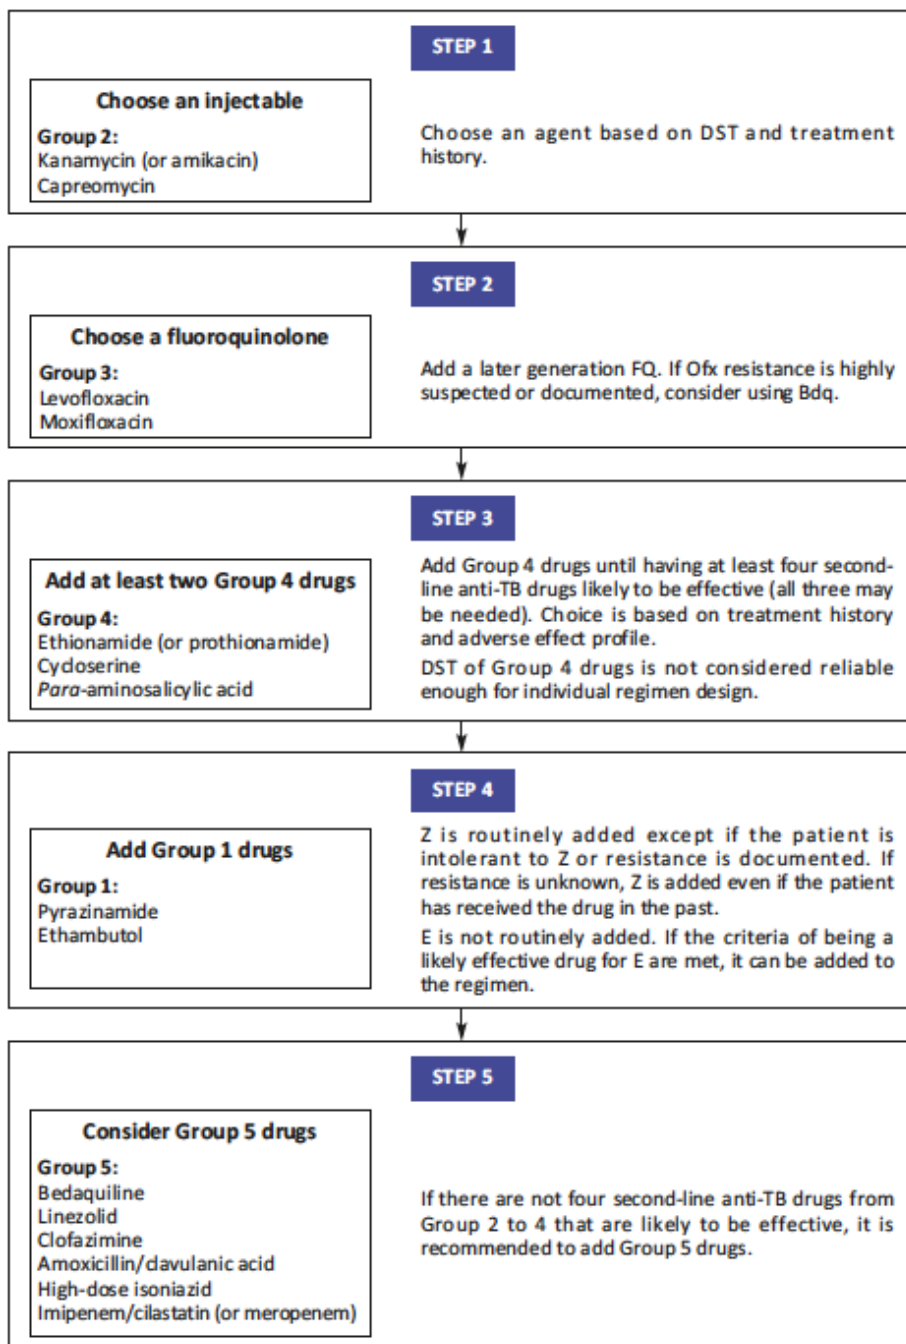 STEP 1
Choose an injectable
Group 2:
Kanamycin (or amikacin)
Capreomycin
Choose an agent based on DST and treatment
history.
STEP 2
Choose a fluoroquinolone
Group 3:
Levofloxacin
Moxifloxacin
Add a later generation FQ. If Ofx resistance is highly
suspected or documented, consider using Bdq.
STEP 3
Add at least two Group 4 drugs
Group 4:
Ethionamide (or prothionamide)
Cycloserine
Para-aminosalicylic acid
Add Group 4 drugs until having at least four second-
line anti-TB drugs likely to be effective (all three may
be needed). Choice is based on treatment history
and adverse effect profile.
DST of Group 4 drugs is not considered reliable
enough for individual regimen design.
STEP 4
Add Group 1 drugs
Group 1:
Pyrazinamide
Ethambutol
Z is routinely added except if the patient is
intolerant to Z or resistance is documented. If
resistance is unknown, Z is added even if the patient
has received the drug in the past.
E is not routinely added. If the criteria of being a
likely effective drug for E are met, it can be added to
the regimen.
STEP 5
Consider Group 5 drugs
Group 5:
Bedaquiline
Linezolid
Clofazimine
Amoxicillin/clavulanic acid
High-dose isoniazid
Imipenem/cilastatin (or meropenem)
If there are not four second-line anti-TB drugs from
Group 2 to 4 that are likely to be effective, it is
recommended to add Group 5 drugs.